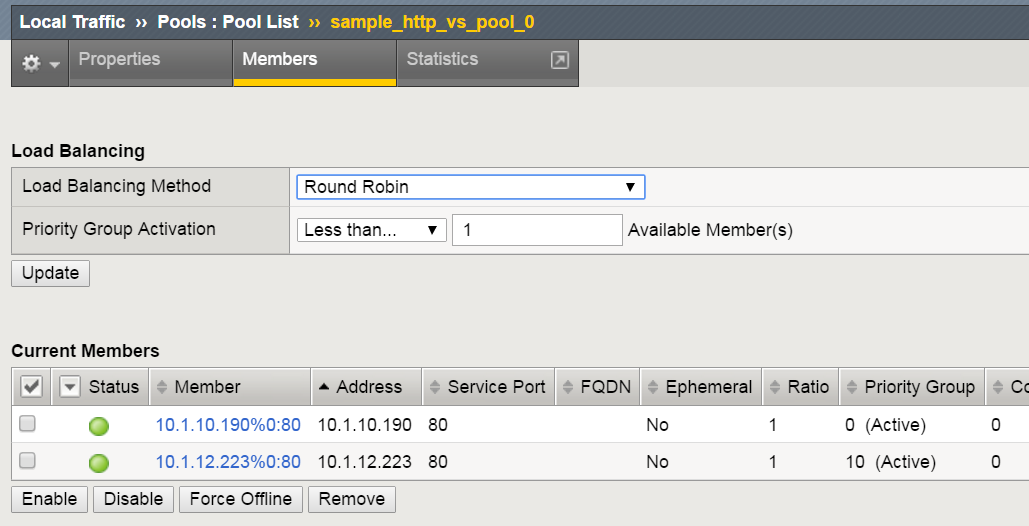 Local Traffic ›› Pools : Pool List ›› sample_http_vs_pool_0
Properties Members Statistics
Load Balancing
Load Balancing Method Round Robin
Priority Group Activation Less than... 1 Available Member(s)
Update
Current Members
Status Member Address Service Port FQDN Ephemeral Ratio Priority Group Co
10.1.10.190%0:80 10.1.10.190 80 No 1 0 (Active) 0
10.1.12.223%0:80 10.1.12.223 80 No 1 10 (Active) 0
Enable Disable Force Offline Remove